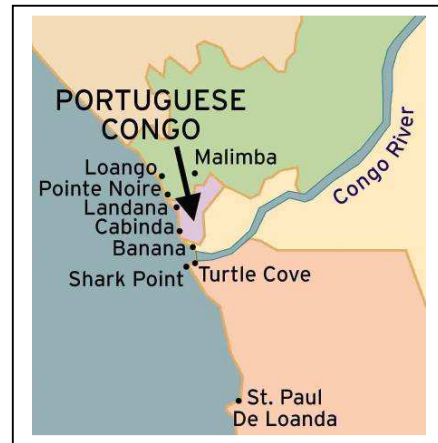 PORTUGUESE
CONGO
Malimba
Loango
Pointe Noire
Landana
Cabinda
Banana
Shark Point
Turtle Cove
Congo River
St. Paul
De Loanda